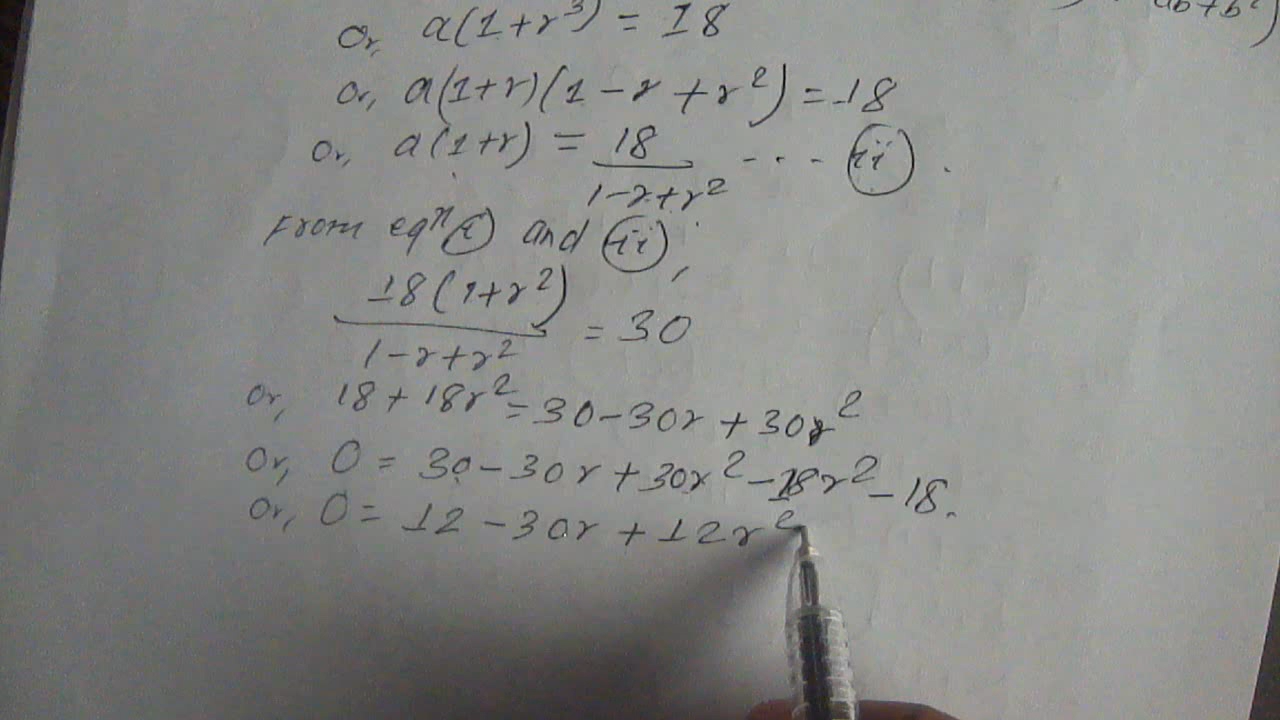 ab+b²)
Or, a(1+r³) = 18
Or, a(1+r)(1-r+r²) = 18
Or, a(1+r) = 18/(1-r+r²) --- (ii).
From eqⁿ (i) and (ii),
18(1+r²)/(1-r+r²) = 30
Or, 18+18r² = 30-30r+30r²
Or, 0 = 30-30r+30r²-18r²-18.
Or, 0 = 12-30r+12r²